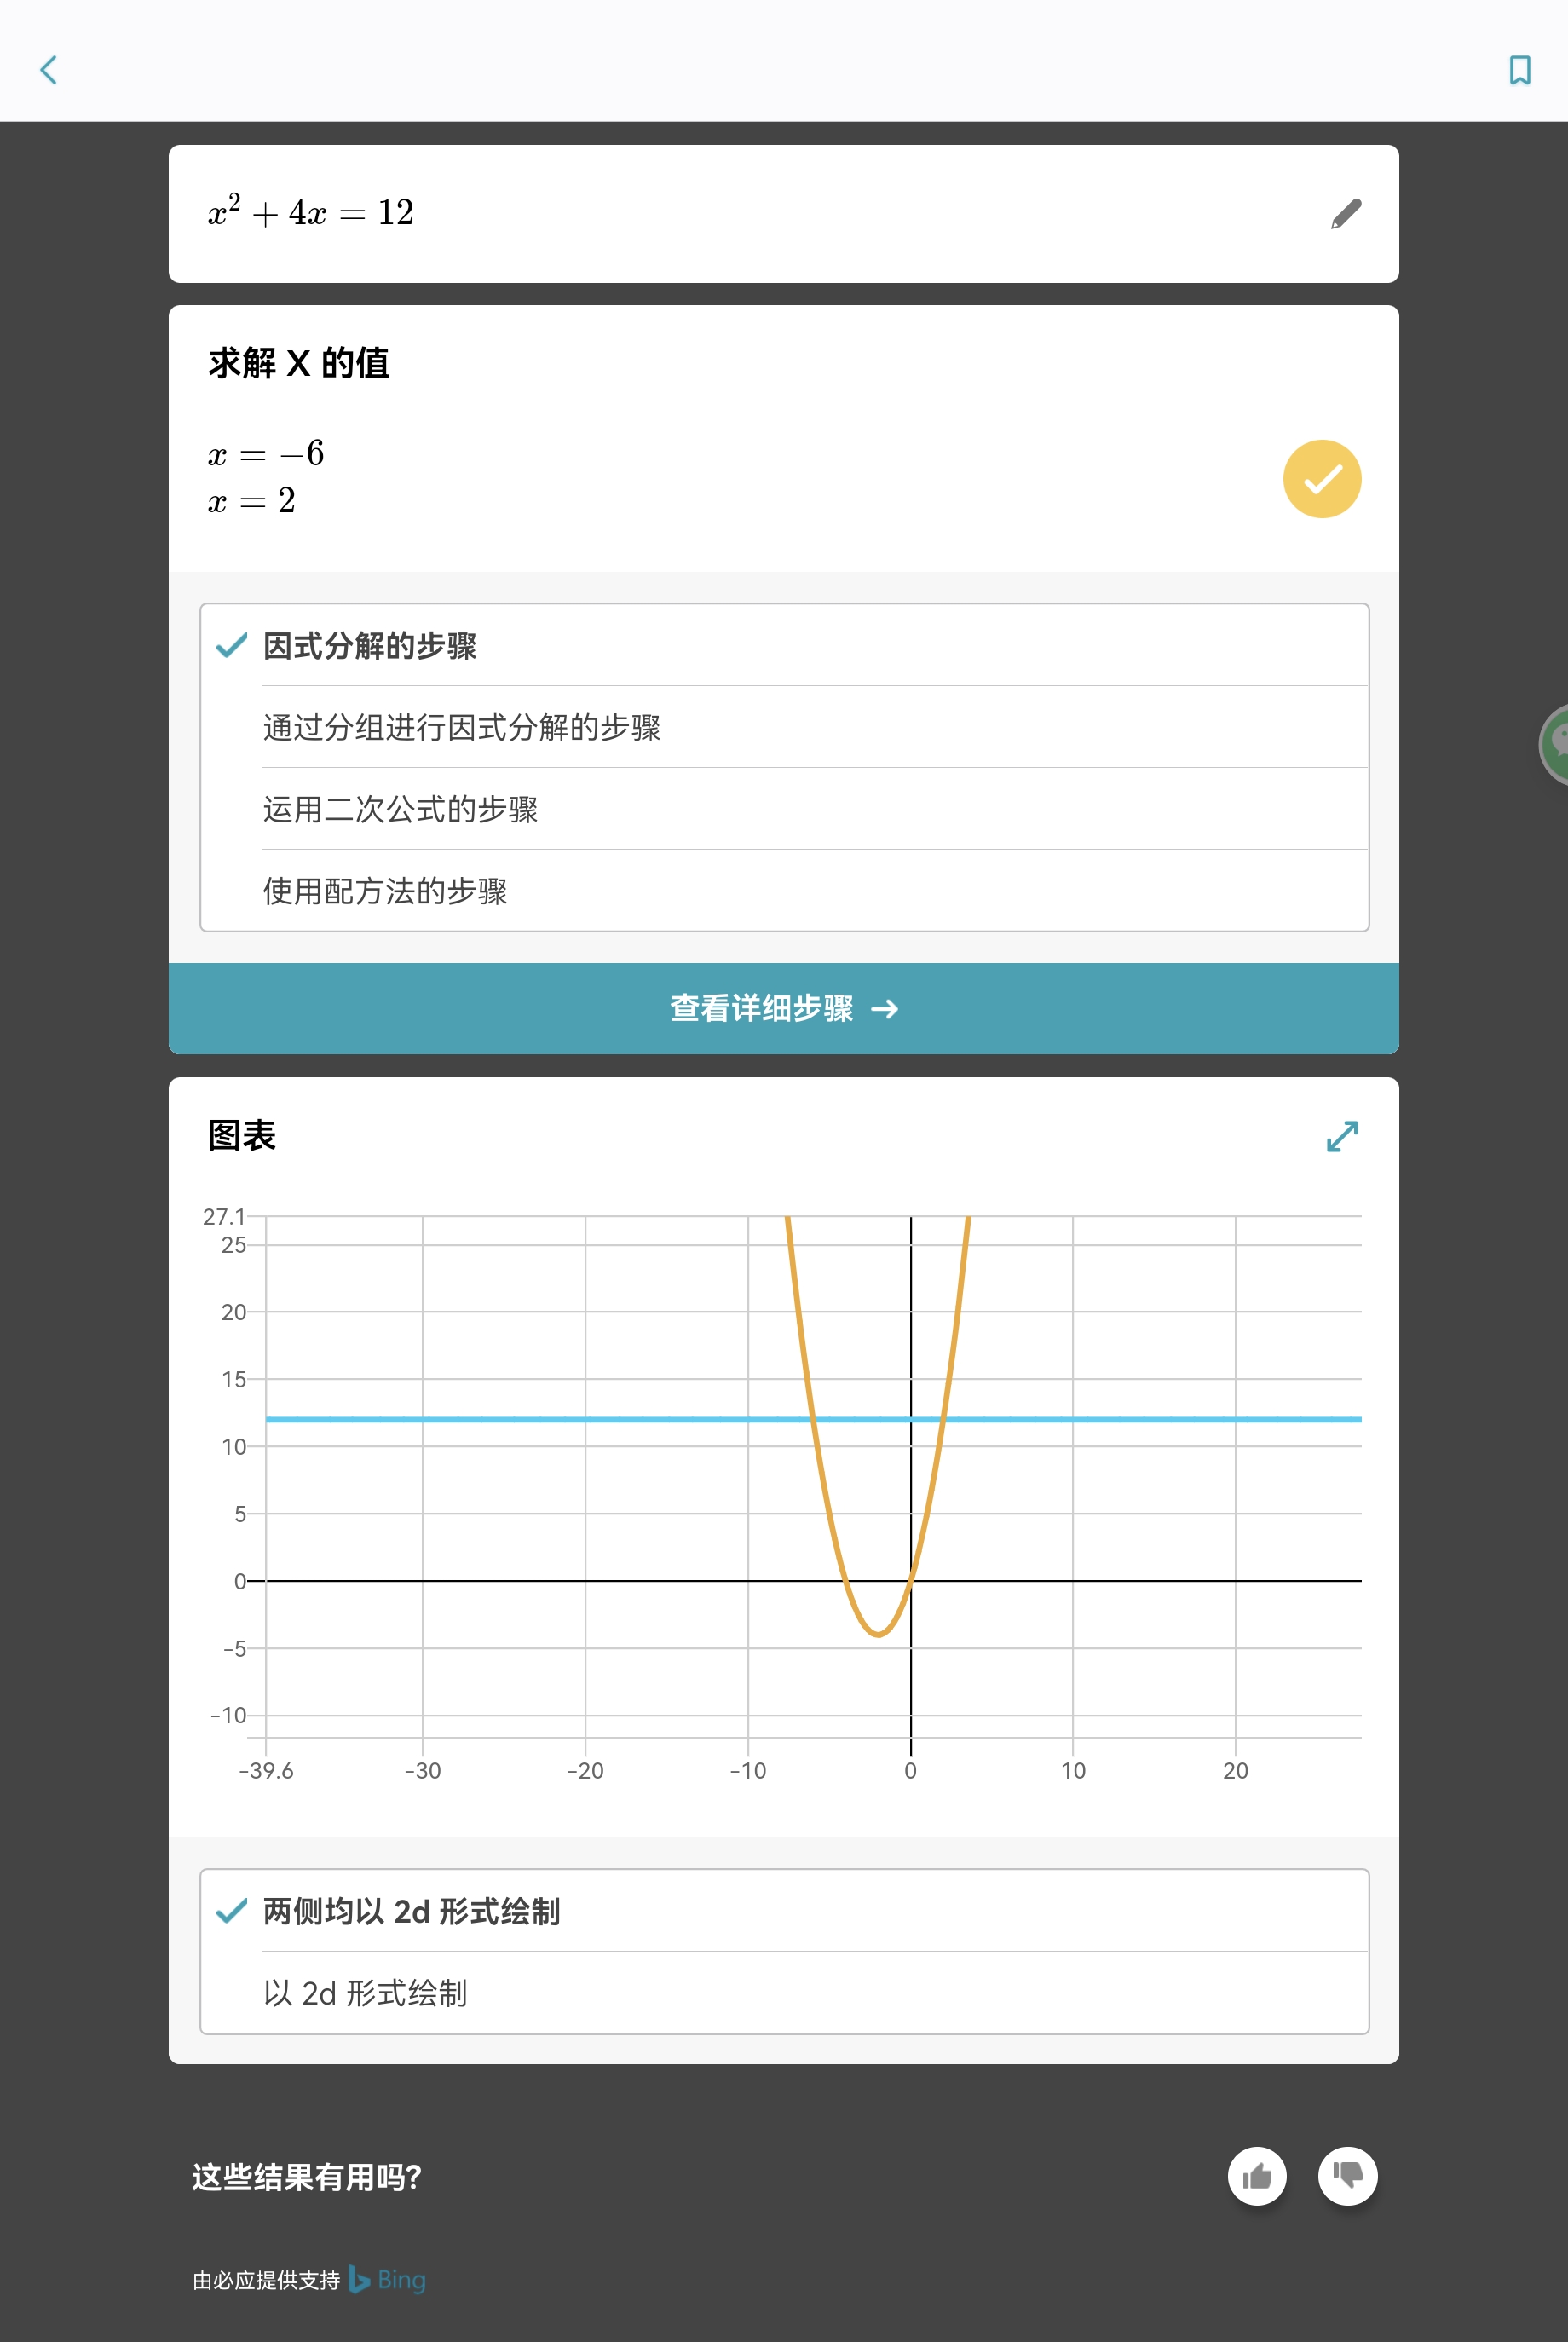 x² + 4x = 12
求解 X 的值
x = −6
x = 2
因式分解的步骤
通过分组进行因式分解的步骤
运用二次公式的步骤
使用配方法的步骤
查看详细步骤 →
图表
27.1
25
20
15
10
5
0
−5
−10
−39.6 −30 −20 −10 0 10 20
两侧均以 2d 形式绘制
以 2d 形式绘制
这些结果有用吗?
由必应提供支持 Bing